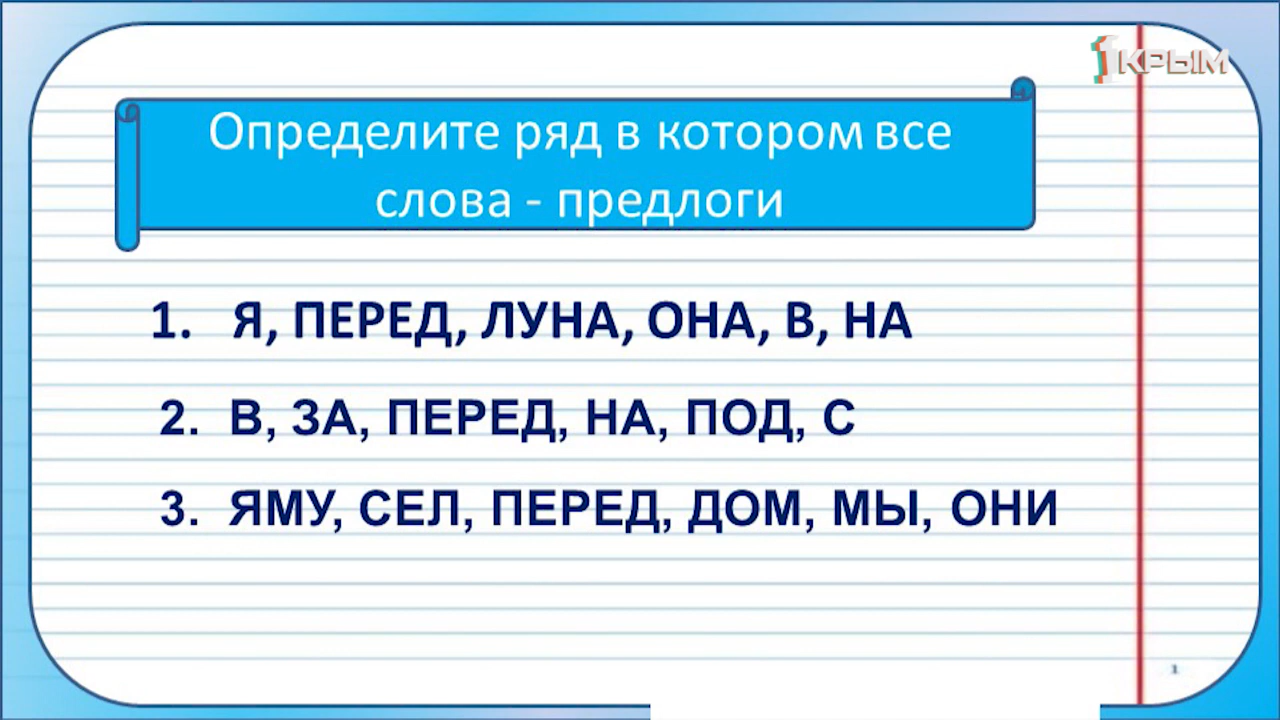 1 КРЫМ
Определите ряд в котором все
слова - предлоги
1. Я, ПЕРЕД, ЛУНА, ОНА, В, НА
2. В, ЗА, ПЕРЕД, НА, ПОД, С
3. ЯМУ, СЕЛ, ПЕРЕД, ДОМ, МЫ, ОНИ
1